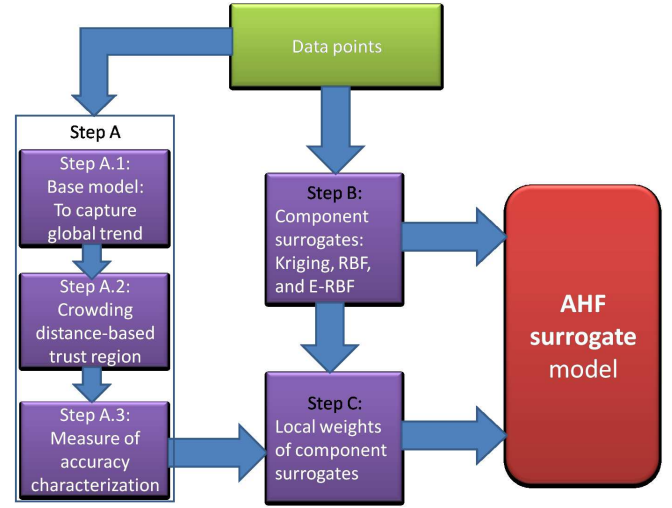 Data points
Step A
Step A.1:
Base model:
To capture
global trend
Step A.2:
Crowding
distance-based
trust region
Step A.3:
Measure of
accuracy
characterization
Step B:
Component
surrogates:
Kriging, RBF,
and E-RBF
Step C:
Local weights
of component
surrogates
AHF
surrogate
model